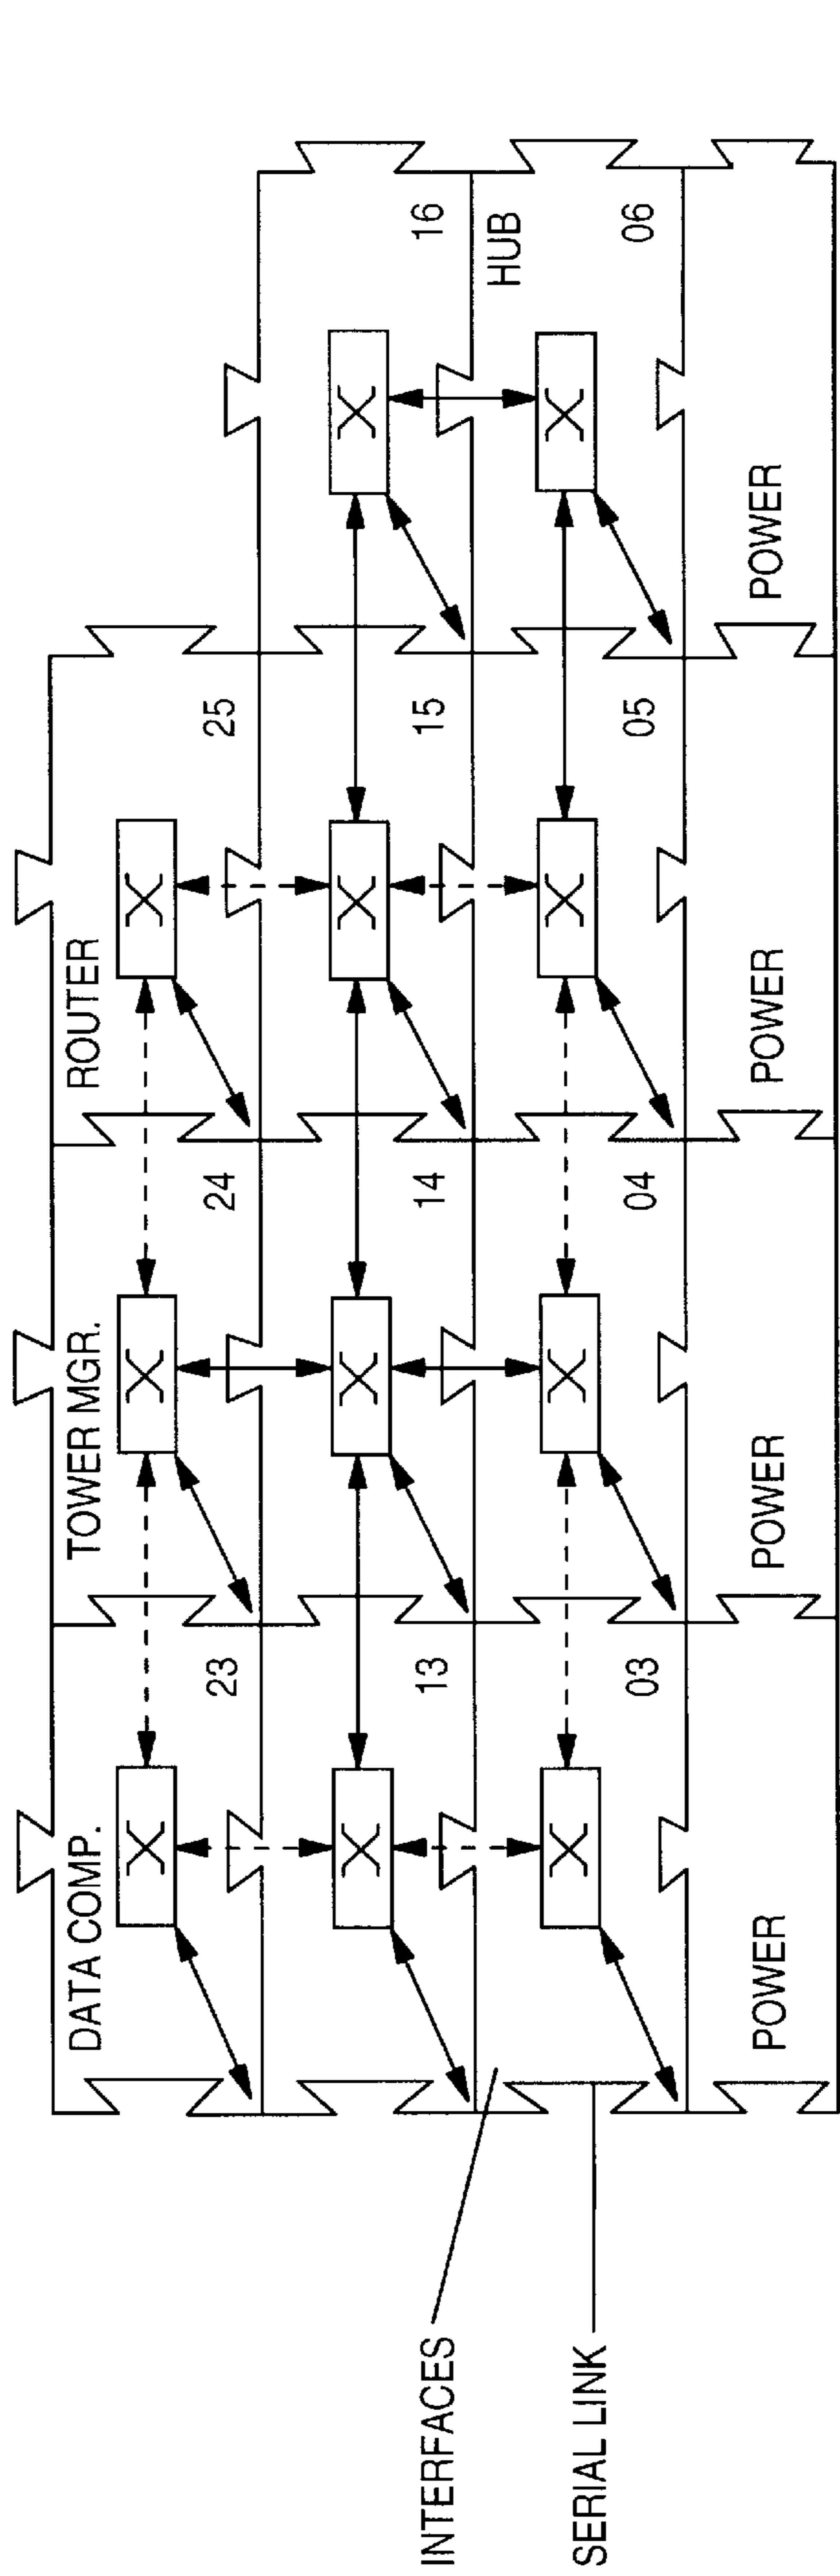 DATA COMP.
TOWER MGR.
ROUTER
23
24
25
INTERFACES
13
14
15
16
HUB
SERIAL LINK
03
04
05
06
POWER
POWER
POWER
POWER